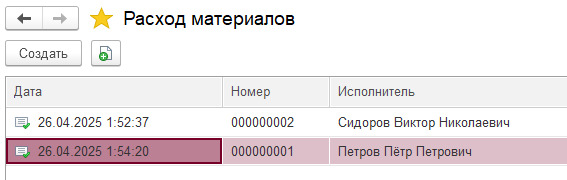 Расход материалов
Создать
Дата Номер Исполнитель
26.04.2025 1:52:37 000000002 Сидоров Виктор Николаевич
26.04.2025 1:54:20 000000001 Петров Пётр Петрович